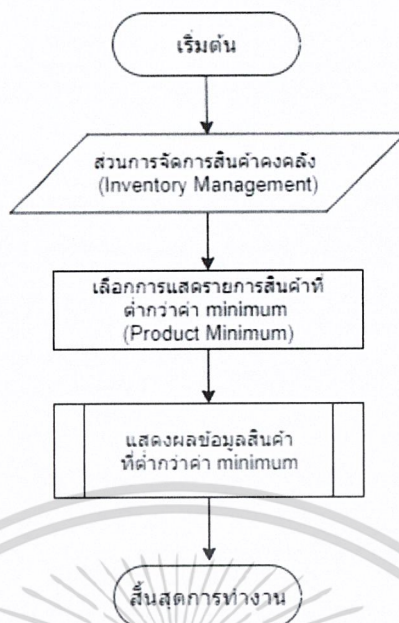 เริ่มต้น
ส่วนการจัดการสินค้าคงคลัง
(Inventory Management)
เลือกการแสดรายการสินค้าที่
ต่ำกว่าค่า minimum
(Product Minimum)
แสดงผลข้อมูลสินค้า
ที่ต่ำกว่าค่า minimum
สิ้นสุดการทำงาน